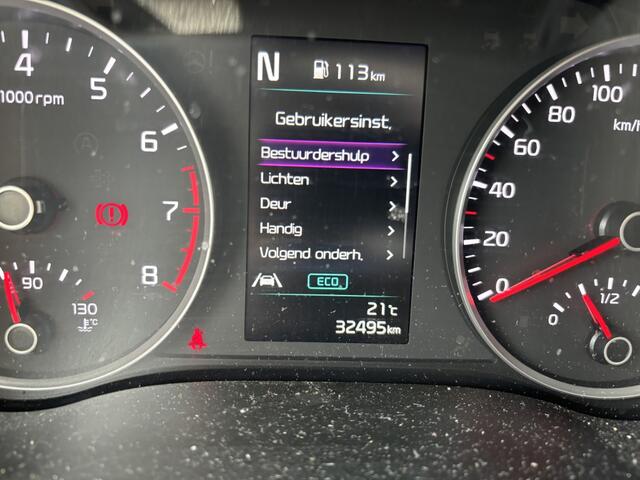 N 113km
Gebruikersinst.
Bestuurdershulp
Lichten
Deur
Handig
Volgend onderh.
ECO
21°C
32495km
4 5 6 7 8
1000 rpm
90 130
°C
0 20 40 60 80 100
km/h
0 1/2